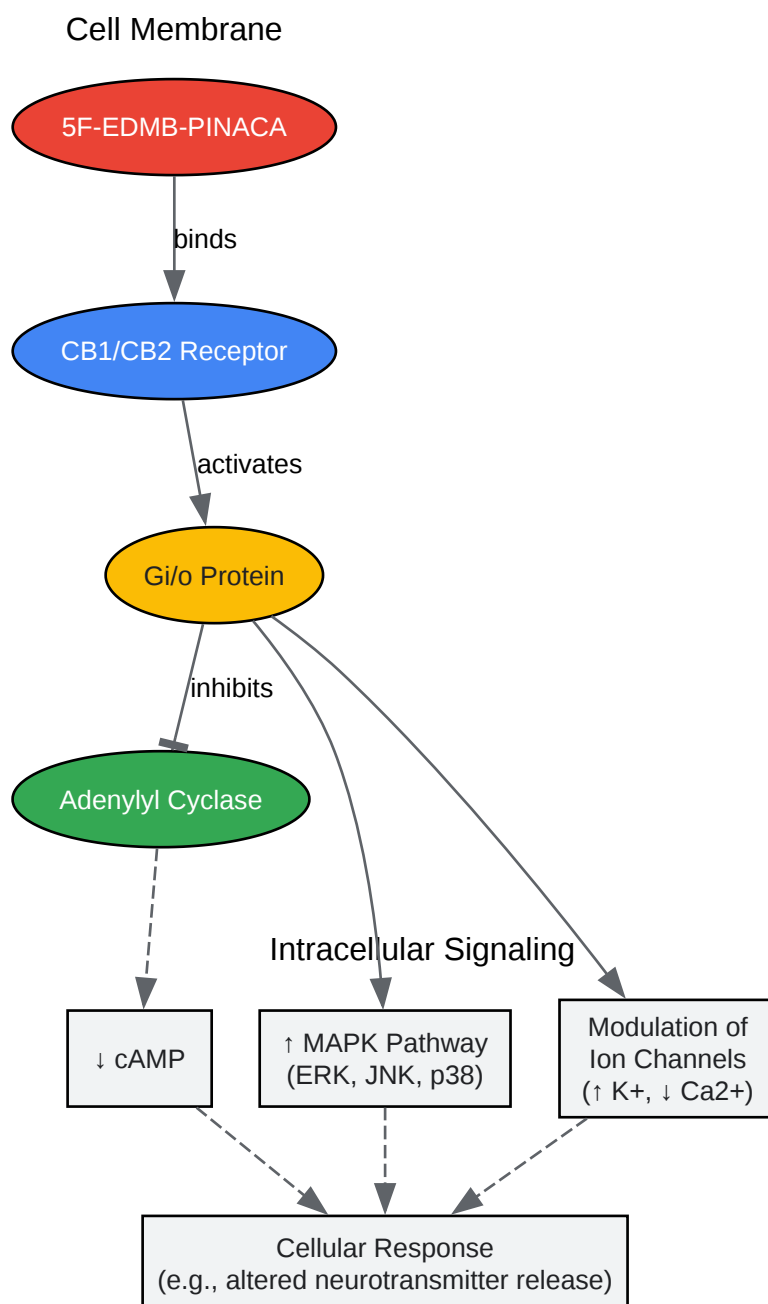 Cell Membrane
5F-EDMB-PINACA
binds
CB1/CB2 Receptor
activates
Gi/o Protein
inhibits
Adenylyl Cyclase
Intracellular Signaling
↓ cAMP
↑ MAPK Pathway
(ERK, JNK, p38)
Modulation of
Ion Channels
(↑ K+, ↓ Ca2+)
Cellular Response
(e.g., altered neurotransmitter release)